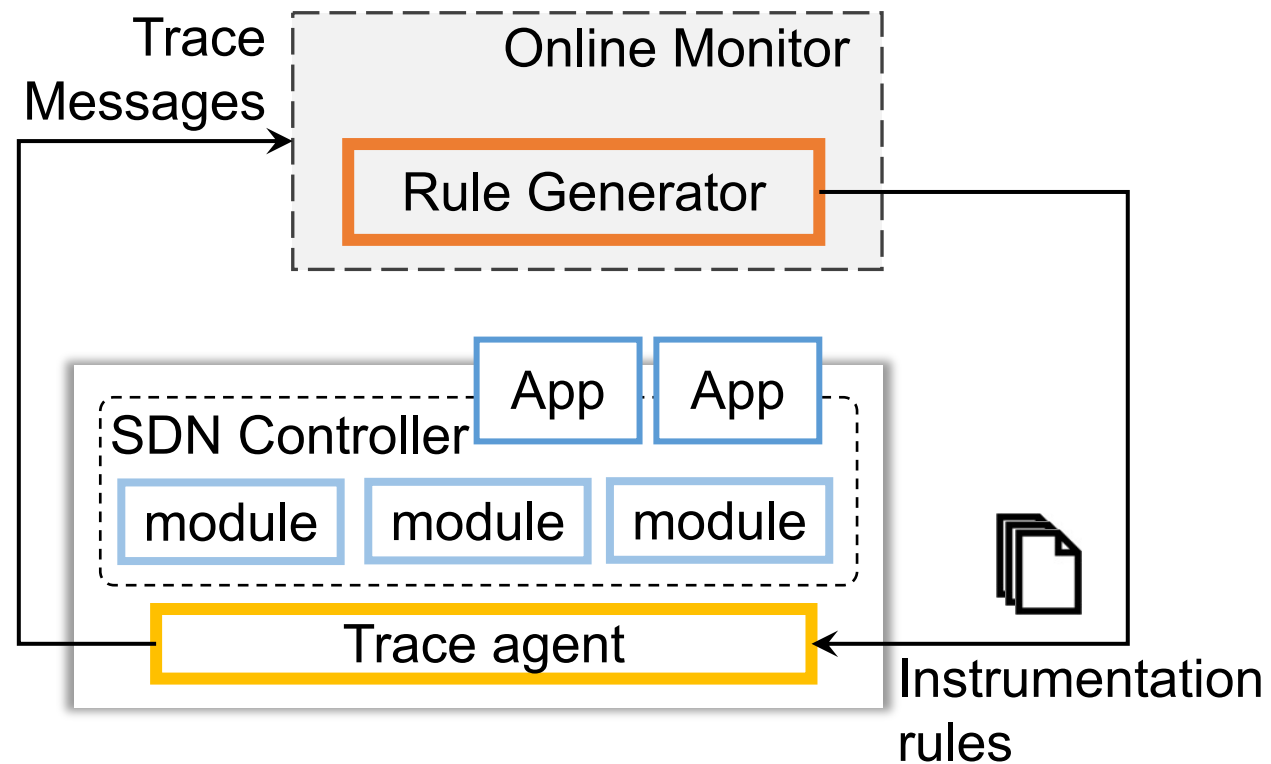 Trace
Messages
Online Monitor
Rule Generator
App
App
SDN Controller
module
module
module
Trace agent
Instrumentation
rules